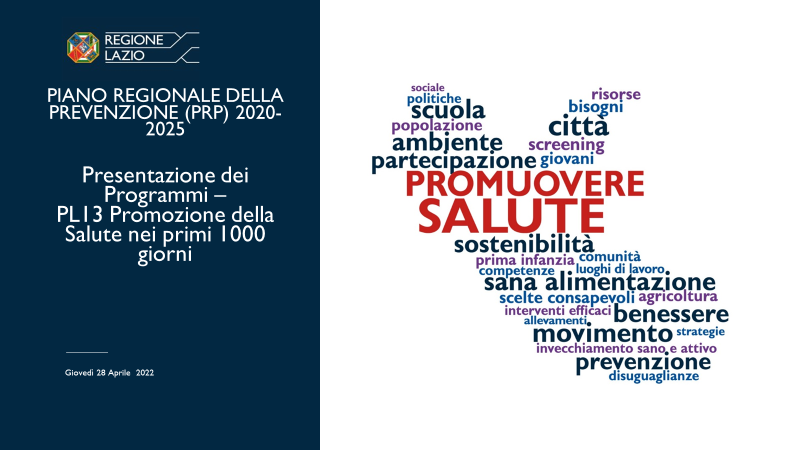 REGIONE
LAZIO
PIANO REGIONALE DELLA
PREVENZIONE (PRP) 2020-
2025
Presentazione dei
Programmi –
PL13 Promozione della
Salute nei primi 1000
giorni
Giovedì 28 Aprile 2022
sociale
politiche
scuola
popolazione
ambiente
partecipazione
risorse
bisogni
città
screening
giovani
PROMUOVERE
SALUTE
sostenibilità
prima infanzia comunità
competenze luoghi di lavoro
sana alimentazione
scelte consapevoli agricoltura
interventi efficaci benessere
allevamenti
movimento strategie
invecchiamento sano e attivo
prevenzione
disuguaglianze